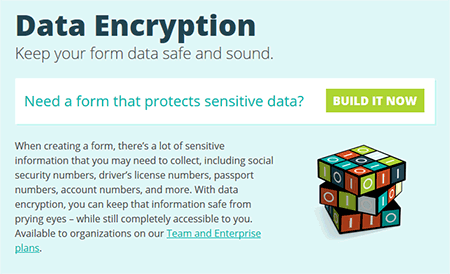 Data Encryption
Keep your form data safe and sound.
Need a form that protects sensitive data?
BUILD IT NOW
When creating a form, there's a lot of sensitive
information that you may need to collect, including social
security numbers, driver's license numbers, passport
numbers, account numbers, and more. With data
encryption, you can keep that information safe from
prying eyes – while still completely accessible to you.
Available to organizations on our Team and Enterprise
plans.